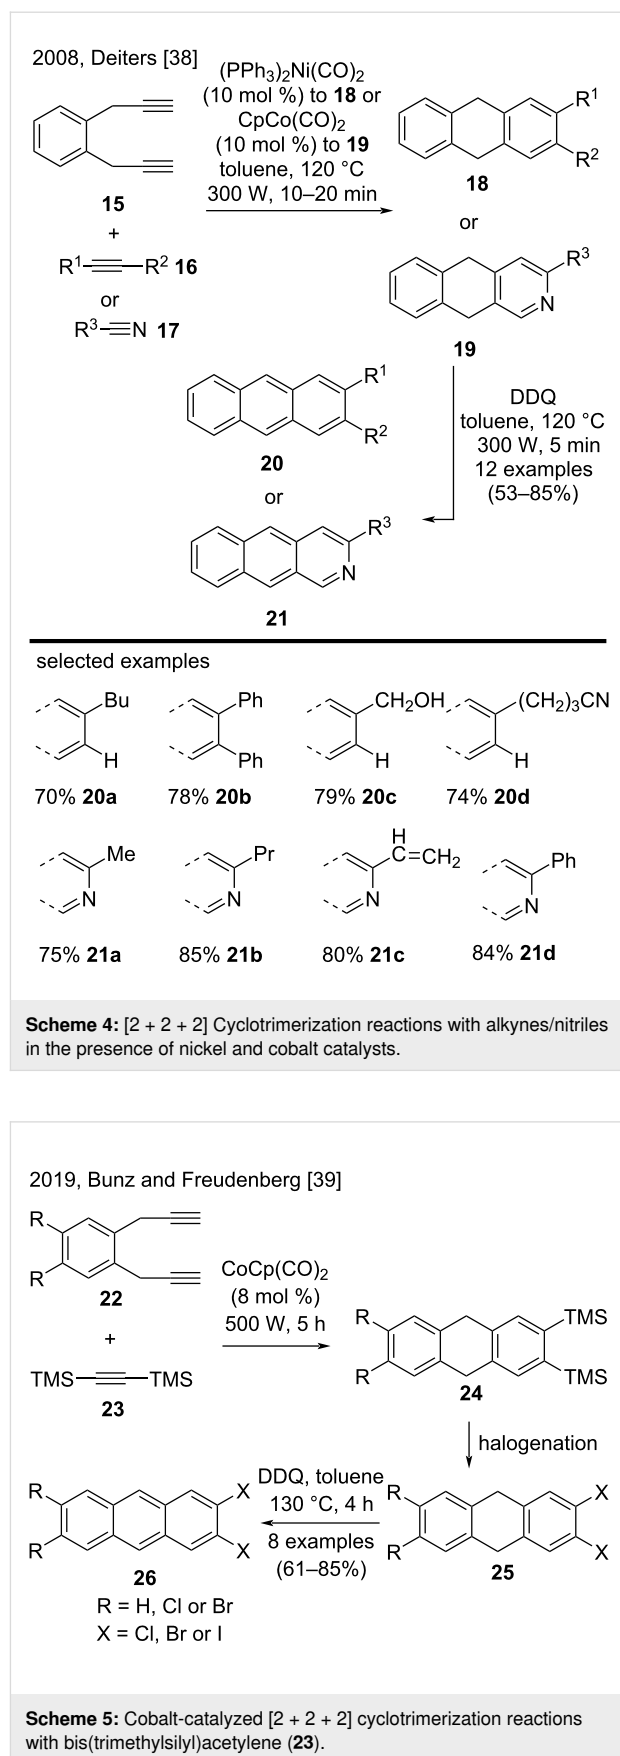 2008, Deiters [38]
(PPh3)2Ni(CO)2
(10 mol %) to 18 or
CpCo(CO)2
(10 mol %) to 19
toluene, 120 °C
300 W, 10–20 min
15
+
R1 R2 16
or
R3 N 17
R1
R2
18
or
R3
N
19
DDQ
toluene, 120 °C
300 W, 5 min
12 examples
(53–85%)
R1
R2
20
or
R3
N
21
selected examples
Bu
H
70% 20a
Ph
Ph
78% 20b
CH2OH
H
79% 20c
(CH2)3CN
H
74% 20d
Me
N
75% 21a
Pr
N
85% 21b
H
CH2
N
80% 21c
Ph
N
84% 21d
Scheme 4: [2 + 2 + 2] Cyclotrimerization reactions with alkynes/nitriles
in the presence of nickel and cobalt catalysts.
2019, Bunz and Freudenberg [39]
R
R
22
+
TMS TMS
23
CoCp(CO)2
(8 mol %)
500 W, 5 h
R TMS
R TMS
24
halogenation
R X
R X
25
DDQ, toluene
130 °C, 4 h
8 examples
(61–85%)
R X
R X
26
R = H, Cl or Br
X = Cl, Br or I
Scheme 5: Cobalt-catalyzed [2 + 2 + 2] cyclotrimerization reactions
with bis(trimethylsilyl)acetylene (23).